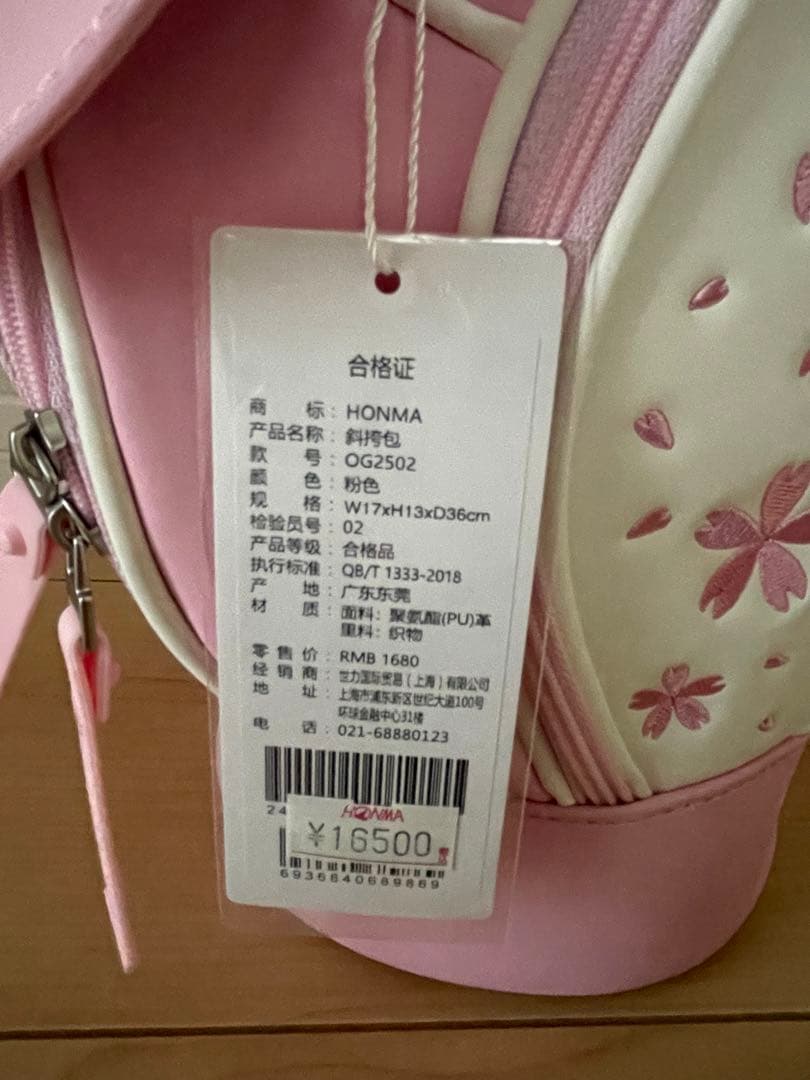 合格证
商 标：HONMA
产品名称：斜挎包
款 号：OG2502
颜 色：粉色
规 格：W17xH13xD36cm
检验员号：02
产品等级：合格品
执行标准：QB/T 1333-2018
产 地：广东东莞
材 质：面料：聚氨酯(PU)革
里料：织物
零 售 价：RMB 1680
经 销 商：世力国际贸易（上海）有限公司
地 址：上海市浦东新区世纪大道100号
环球金融中心31楼
电 话：021-68880123
24
HONMA
¥16500
6936640689869